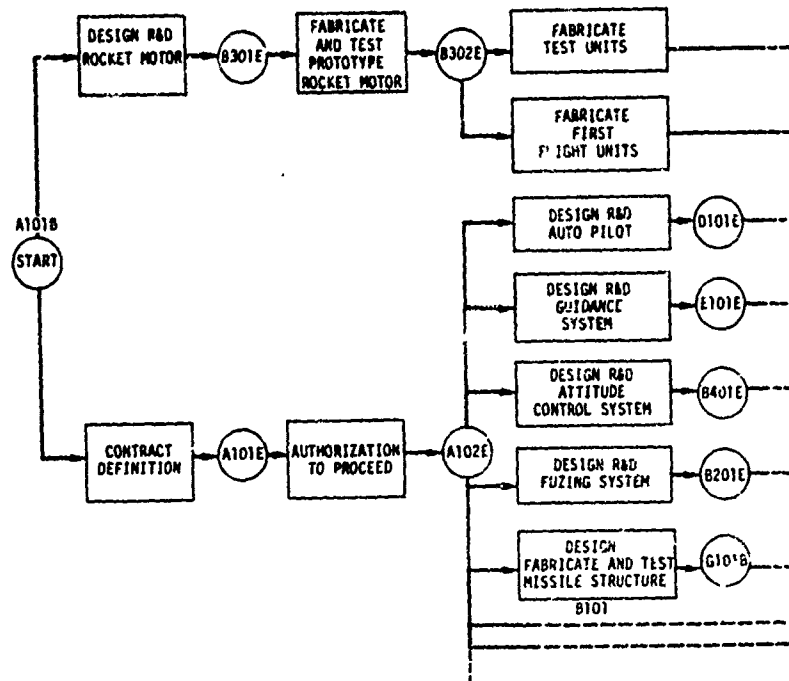 DESIGN R&D
ROCKET MOTOR
B301E
FABRICATE
AND TEST
PROTOTYPE
ROCKET MOTOR
B302E
FABRICATE
TEST UNITS
FABRICATE
FIRST
F'IGHT UNITS
A101B
START
DESIGN R&D
AUTO PILOT
D101E
DESIGN R&D
GUIDANCE
SYSTEM
E101E
DESIGN R&D
ATTITUDE
CONTROL SYSTEM
B401E
CONTRACT
DEFINITION
A101E
AUTHORIZATION
TO PROCEED
A102E
DESIGN R&D
FUZING SYSTEM
B201E
DESIGN
FABRICATE AND TEST
MISSILE STRUCTURE
G101B
B101